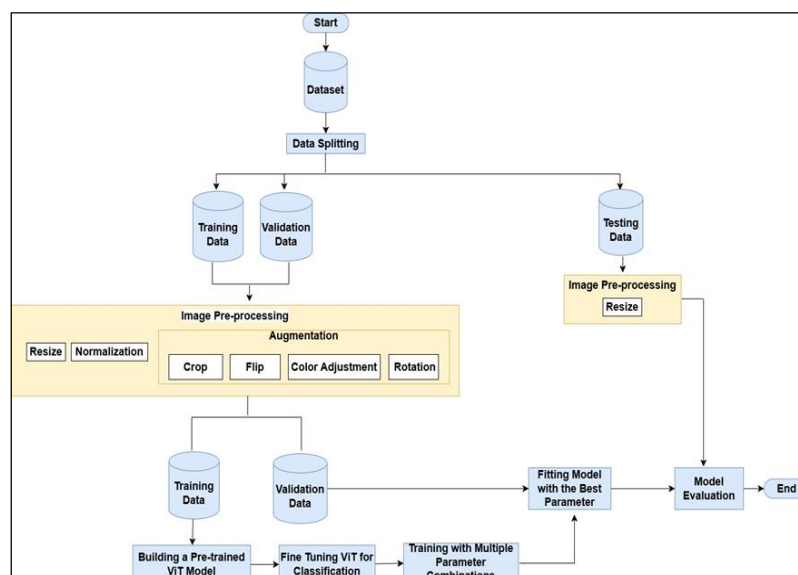 Start
Dataset
Data Splitting
Training
Data
Validation
Data
Testing
Data
Image Pre-processing
Resize
Image Pre-processing
Augmentation
Resize
Normalization
Crop
Flip
Color Adjustment
Rotation
Training
Data
Validation
Data
Fitting Model
with the Best
Parameter
Model
Evaluation
End
Building a Pre-trained
ViT Model
Fine Tuning ViT for
Classification
Training with Multiple
Parameter
Combinations